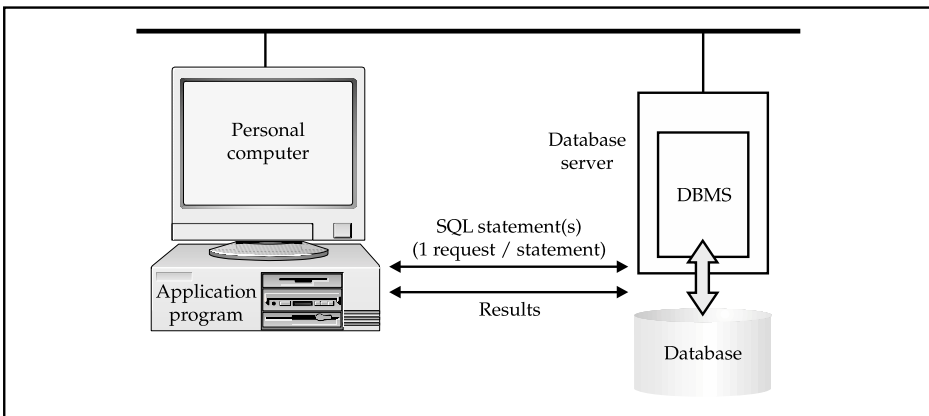 Personal
computer
Application
program
SQL statement(s)
(1 request / statement)
Results
Database
server
DBMS
Database